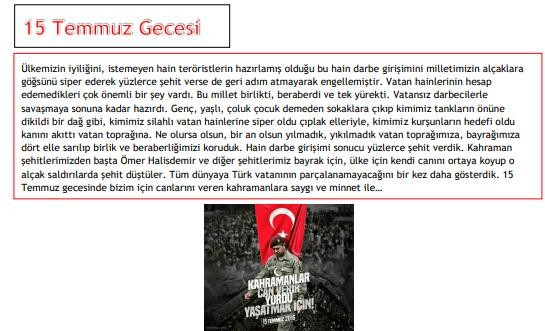 15 Temmuz Gecesi
Ülkemizin iyiliğini, istemeyen hain teröristlerin hazırlamış olduğu bu hain darbe girişimini milletimizin alçaklara
göğsünü siper ederek yüzlerce şehit verse de geri adım atmayarak engellemiştir. Vatan hainlerinin hesap
edemedikleri çok önemli bir şey vardı. Bu millet birlikti, beraberdi ve tek yürekti. Vatansız darbecilerle
savaşmaya sonuna kadar hazırdı. Genç, yaşlı, çoluk çocuk demeden sokaklara çıkıp kimimiz tankların önüne
dikildi bir dağ gibi, kimimiz silahlı vatan hainlerine siper oldu çıplak elleriyle, kimimiz kurşunların hedefi oldu
kanını akıttı vatan toprağına. Ne olursa olsun, bir an olsun yılmadık, yıkılmadık vatan toprağımıza, bayrağımıza
dört elle sarılıp birlik ve beraberliğimizi koruduk. Hain darbe girişimi sonucu yüzlerce şehit verdik. Kahraman
şehitlerimizden başta Ömer Halisdemir ve diğer şehitlerimiz bayrak için, ülke için kendi canını ortaya koyup o
alçak saldırılarda şehit düştüler. Tüm dünyaya Türk vatanının parçalanamayacağını bir kez daha gösterdik. 15
Temmuz gecesinde bizim için canlarını veren kahramanlara saygı ve minnet ile…
KAHRAMANLAR
CAN VERİR
YURDU
YAŞATMAK İÇİN!
15 TEMMUZ 2016